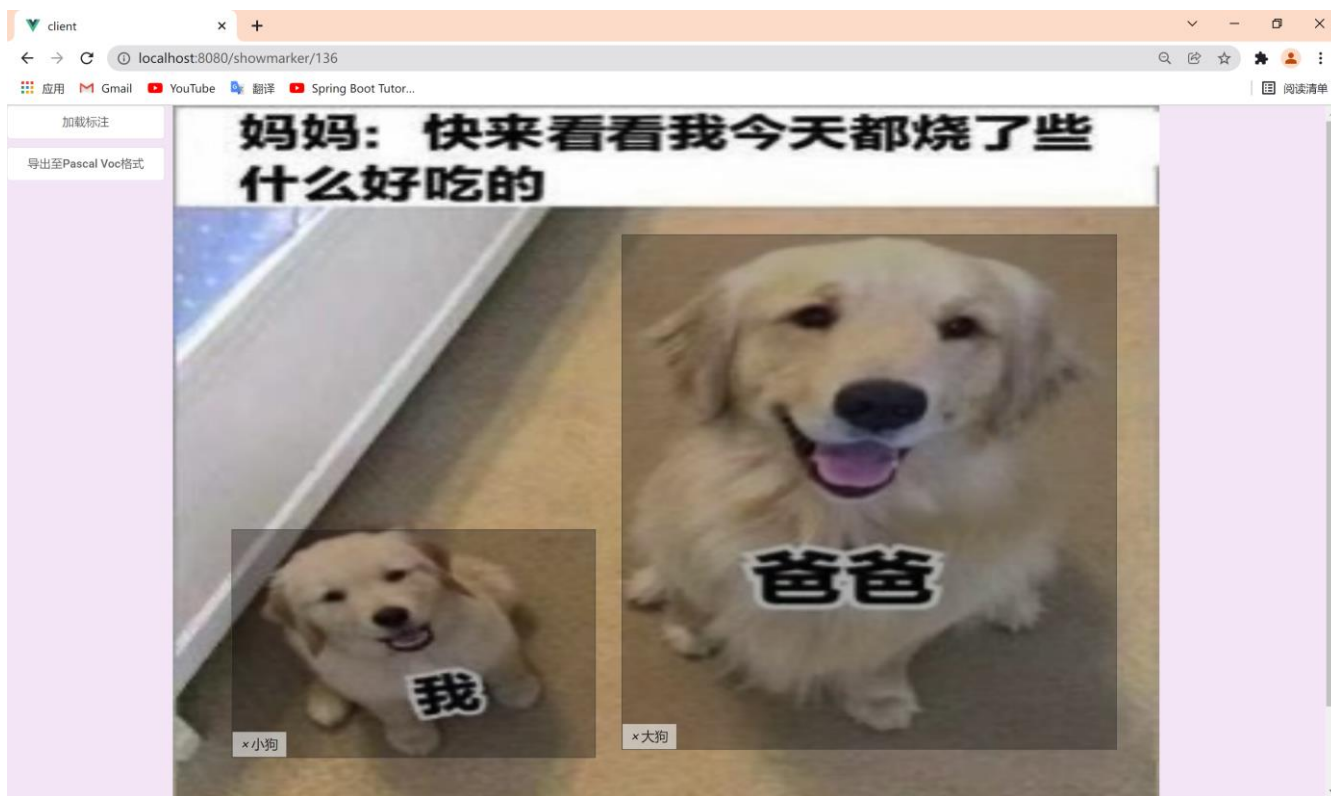 client
localhost:8080/showmarker/136
应用 Gmail YouTube 翻译 Spring Boot Tutor... 阅读清单
加载标注
导出至Pascal Voc格式
妈妈：快来看看我今天都烧了些
什么好吃的
爸爸
我
×大狗
×小狗